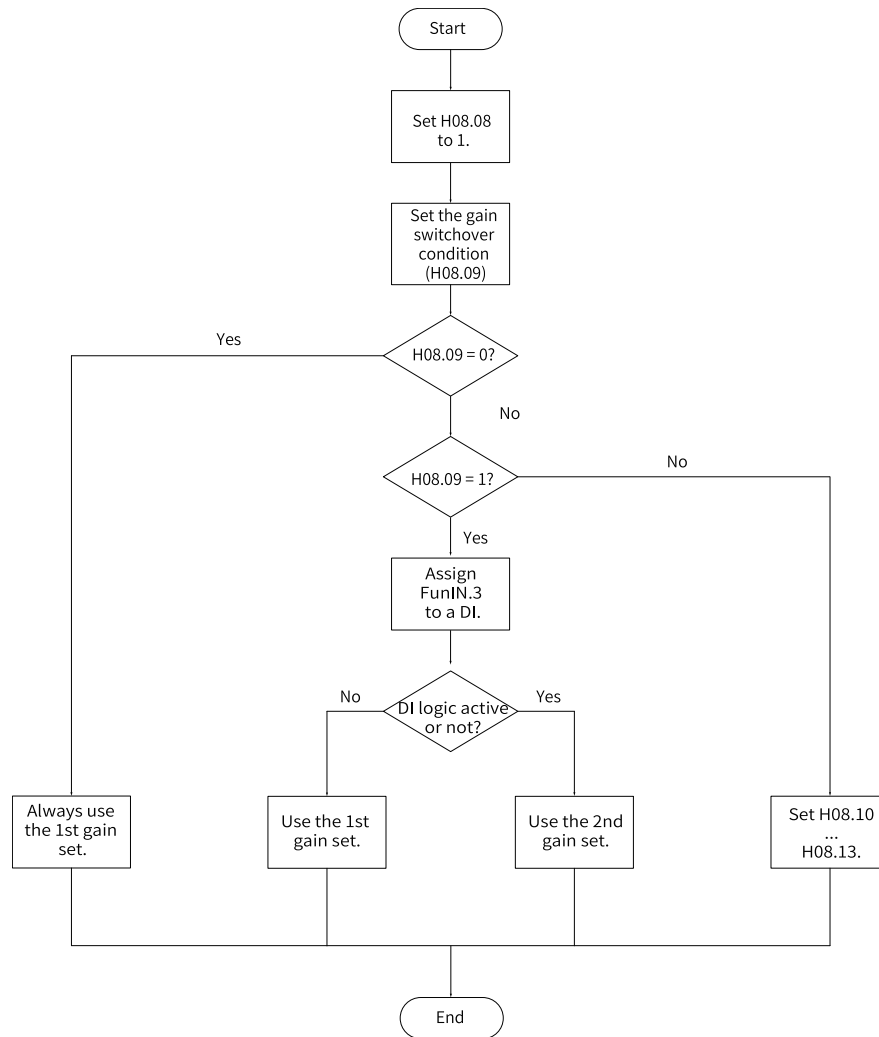 Start
Set H08.08
to 1.
Set the gain
switchover
condition
(H08.09)
Yes
H08.09 = 0?
No
H08.09 = 1?
No
Yes
Assign
FunIN.3
to a DI.
No
DI logic active
or not?
Yes
Always use
the 1st gain
set.
Use the 1st
gain set.
Use the 2nd
gain set.
Set H08.10
...
H08.13.
End